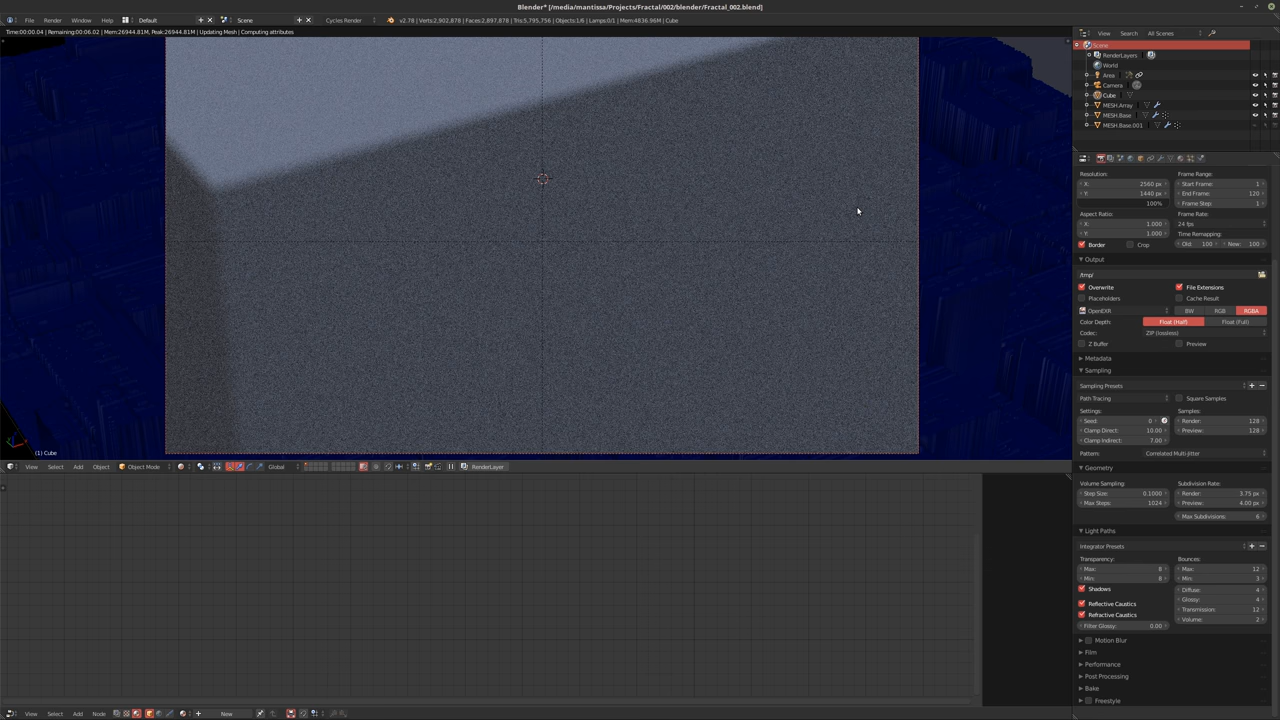 Blender* [/media/mantissa/Projects/Fractal/002/blender/Fractal_002.blend]
File Render Window Help Default Scene Cycles Render v2.78 | Verts:2,902,878 | Faces:2,897,878 | Tris:5,795,756 | Objects:1/6 | Lamps:0/1 | Mem:4836.96M | Cube
Time:00:00.04 | Remaining:00:06.02 | Mem:26944.81M, Peak:26944.81M | Updating Mesh | Computing attributes
View Search All Scenes
Scene
RenderLayers
World
Area
Camera
Cube
MESH.Array
MESH.Base
MESH.Base.001
Resolution: Frame Range:
X: 2560 px Start Frame: 1
Y: 1440 px End Frame: 120
100% Frame Step: 1
Aspect Ratio: Frame Rate:
X: 1.000 24 fps
Y: 1.000 Time Remapping:
Border Crop Old: 100 New: 100
Output
/tmp/
Overwrite File Extensions
Placeholders Cache Result
OpenEXR BW RGB RGBA
Color Depth: Float (Half) Float (Full)
Codec: ZIP (lossless)
Z Buffer Preview
Metadata
Sampling
Sampling Presets
Path Tracing Square Samples
Settings: Samples:
Seed: 0 Render: 128
Clamp Direct: 10.00 Preview: 128
Clamp Indirect: 7.00
Pattern: Correlated Multi-Jitter
Geometry
Volume Sampling: Subdivision Rate:
Step Size: 0.1000 Render: 3.75 px
Max Steps: 1024 Preview: 4.00 px
Max Subdivisions: 6
Light Paths
Integrator Presets
Transparency: Bounces:
Max: 8 Max: 12
Min: 8 Min: 3
Shadows Diffuse: 4
Reflective Caustics Glossy: 4
Refractive Caustics Transmission: 12
Filter Glossy: 0.00 Volume: 2
Motion Blur
Film
Performance
Post Processing
Bake
Freestyle
(1) Cube
View Select Add Object Object Mode Global RenderLayer
View Select Add Node New